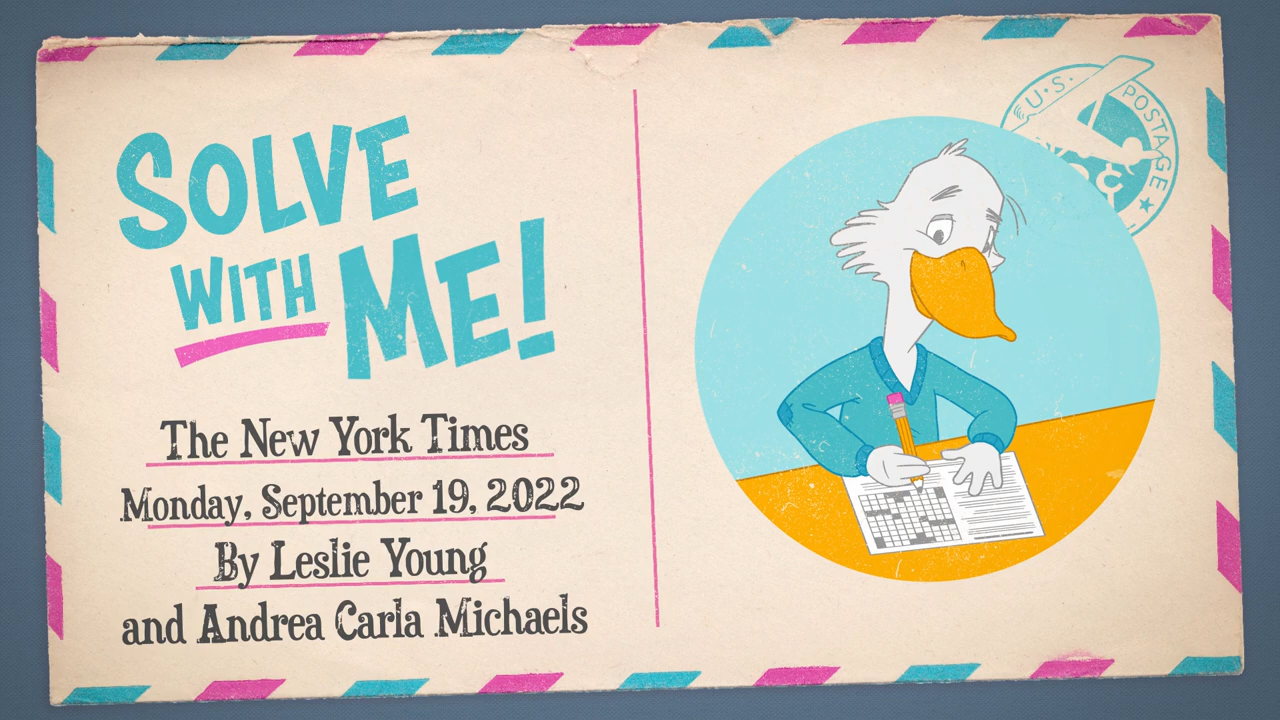 SOLVE
WITH ME!
The New York Times
Monday, September 19, 2022
By Leslie Young
and Andrea Carla Michaels
U.S. POSTAGE
¢